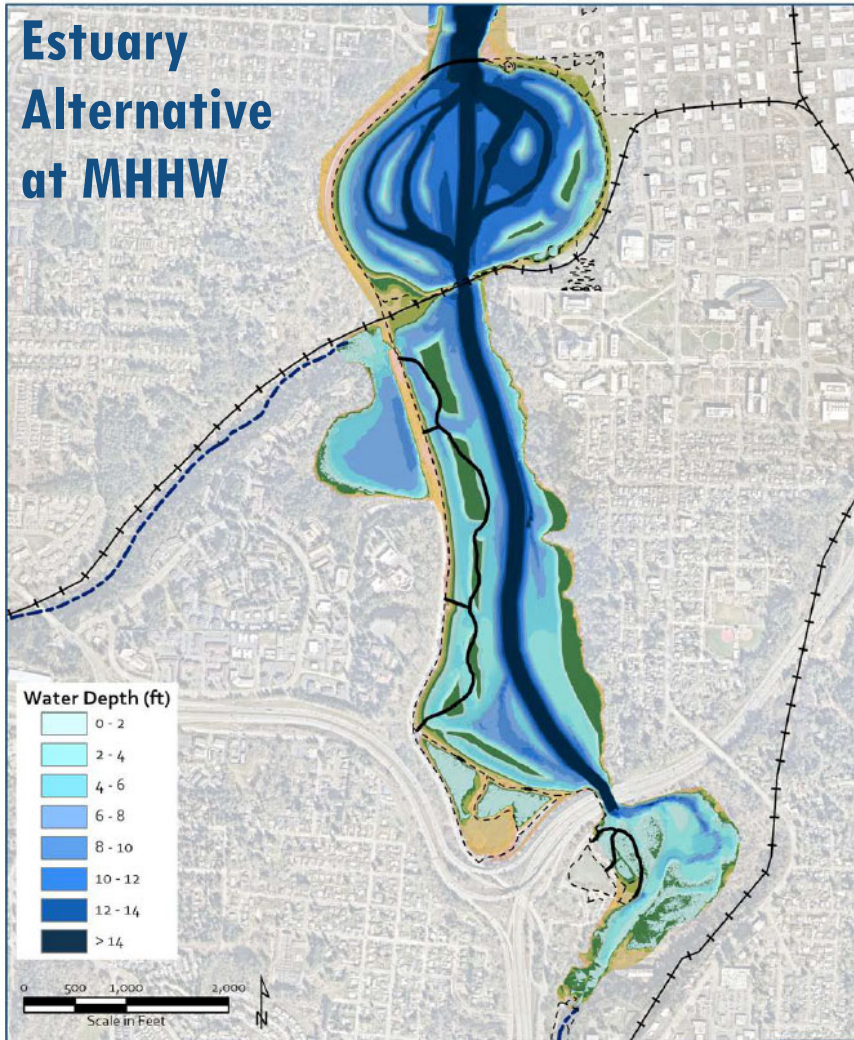 Estuary
Alternative
at MHHW
Water Depth (ft)
0 - 2
2 - 4
4 - 6
6 - 8
8 - 10
10 - 12
12 - 14
> 14
0 500 1,000 2,000
Scale in Feet
N